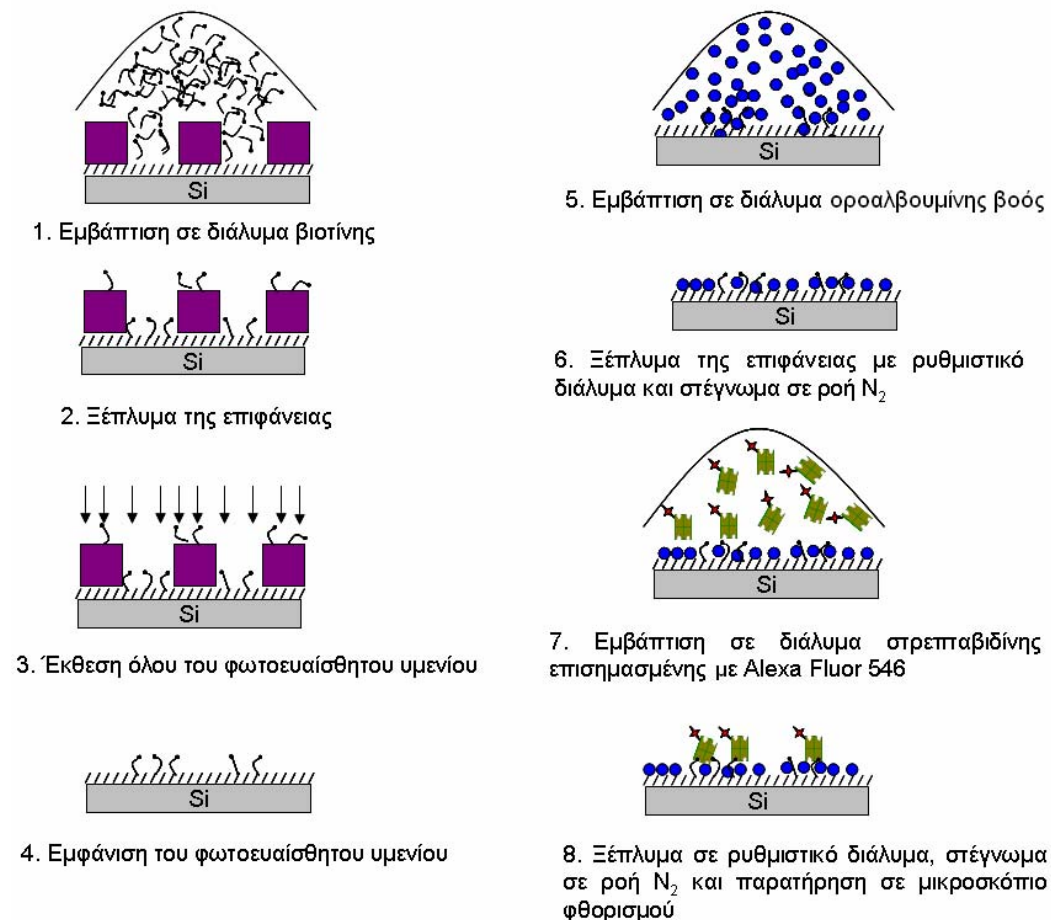 Si
1. Εμβάπτιση σε διάλυμα βιοτίνης
Si
2. Ξέπλυμα της επιφάνειας
Si
3. Έκθεση όλου του φωτοευαίσθητου υμενίου
Si
4. Εμφάνιση του φωτοευαίσθητου υμενίου
Si
5. Εμβάπτιση σε διάλυμα οροαλβουμίνης βοός
Si
6. Ξέπλυμα της επιφάνειας με ρυθμιστικό
διάλυμα και στέγνωμα σε ροή N₂
Si
7. Εμβάπτιση σε διάλυμα στρεπταβιδίνης
επισημασμένης με Alexa Fluor 546
Si
8. Ξέπλυμα σε ρυθμιστικό διάλυμα, στέγνωμα
σε ροή N₂ και παρατήρηση σε μικροσκόπιο
φθορισμού